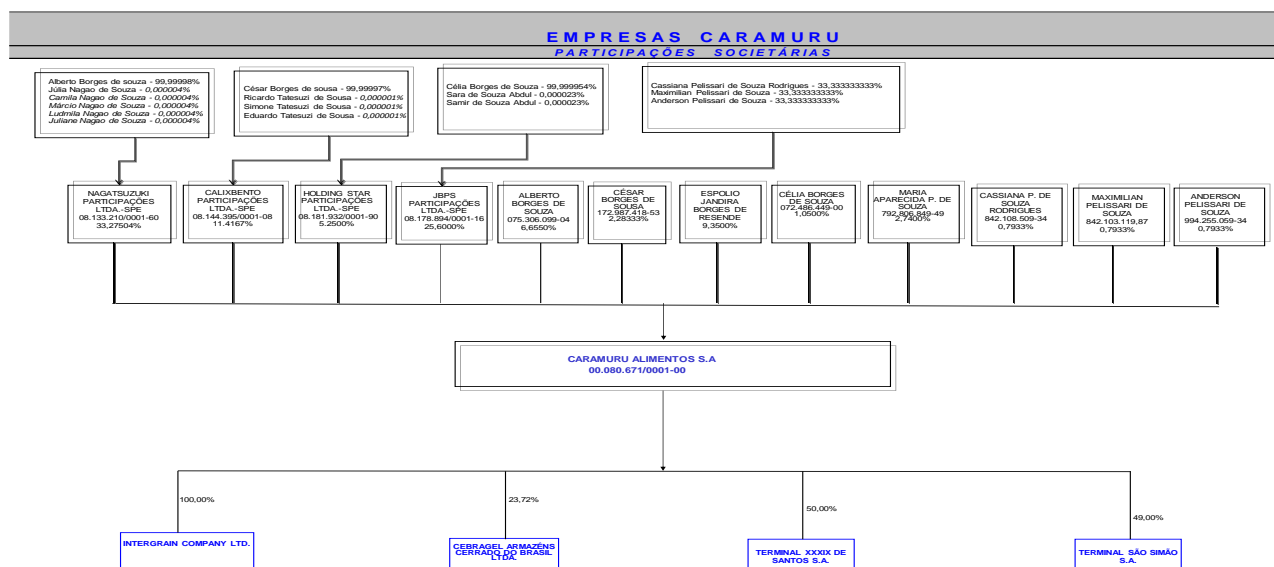 EMPRESAS CARAMURU
PARTICIPAÇÕES SOCIETÁRIAS
Alberto Borges de souza - 99,99998%
Júlia Nagao de Souza - 0,000004%
Camila Nagao de Souza - 0,000004%
Márcio Nagao de Souza - 0,000004%
Ludmila Nagao de Souza - 0,000004%
Juliane Nagao de Souza - 0,000004%
César Borges de sousa - 99,99997%
Ricardo Tatesuzi de Sousa - 0,000001%
Simone Tatesuzi de Sousa - 0,000001%
Eduardo Tatesuzi de Sousa - 0,000001%
Célia Borges de Souza - 99,999954%
Sara de Souza Abdul - 0,000023%
Samir de Souza Abdul - 0,000023%
Cassiana Pelissari de Souza Rodrigues - 33,333333333%
Maximilian Pelissari de Souza - 33,333333333%
Anderson Pelissari de Souza - 33,333333333%
NAGATSUZUKI
PARTICIPAÇÕES
LTDA.-SPE
08.133.210/0001-60
33,27504%
CALIXBENTO
PARTICIPAÇÕES
LTDA.-SPE
08.144.395/0001-08
11.4167%
HOLDING STAR
PARTICIPAÇÕES
LTDA.-SPE
08.181.932/0001-90
5.2500%
JBPS
PARTICIPAÇÕES
LTDA.-SPE
08.178.894/0001-16
25,6000%
ALBERTO
BORGES DE
SOUZA
075.306.099-04
6,6550%
CÉSAR
BORGES DE
SOUSA
172.987.418-53
2,28333%
ESPOLIO
JANDIRA
BORGES DE
RESENDE
9,3500%
CÉLIA BORGES
DE SOUZA
072.486.449-00
1,0500%
MARIA
APARECIDA P. DE
SOUZA
792.806.849-49
2,7400%
CASSIANA P. DE
SOUZA
RODRIGUES
842.108.509-34
0,7933%
MAXIMILIAN
PELISSARI DE
SOUZA
842.103.119,87
0,7933%
ANDERSON
PELISSARI DE
SOUZA
994.255.059-34
0,7933%
CARAMURU ALIMENTOS S.A
00.080.671/0001-00
100,00%
23,72%
50,00%
49,00%
INTERGRAIN COMPANY LTD.
CEBRAGEL ARMAZÉNS
CERRADO DO BRASIL
LTDA.
TERMINAL XXXIX DE
SANTOS S.A.
TERMINAL SÃO SIMÃO
S.A.